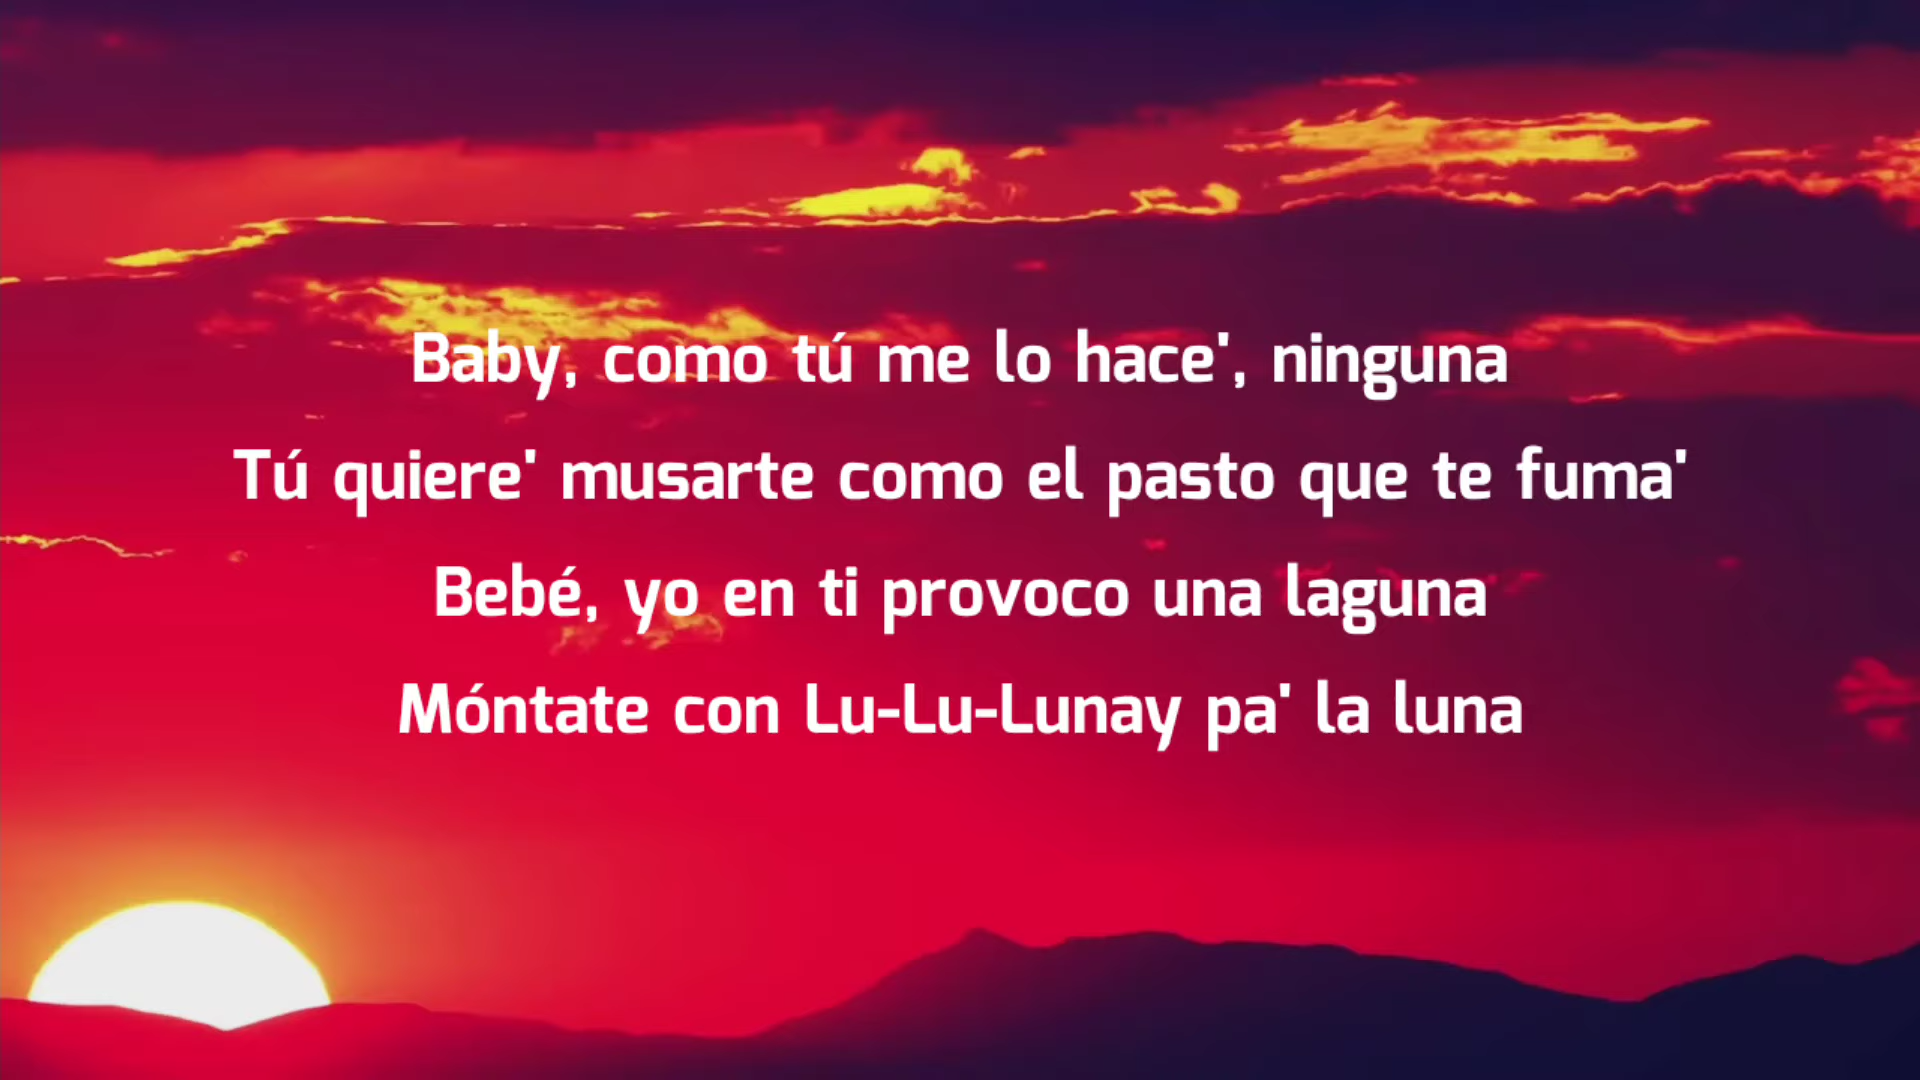 Baby, como tú me lo hace', ninguna
Tú quiere' musarte como el pasto que te fuma'
Bebé, yo en ti provoco una laguna
Móntate con Lu-Lu-Lunay pa' la luna